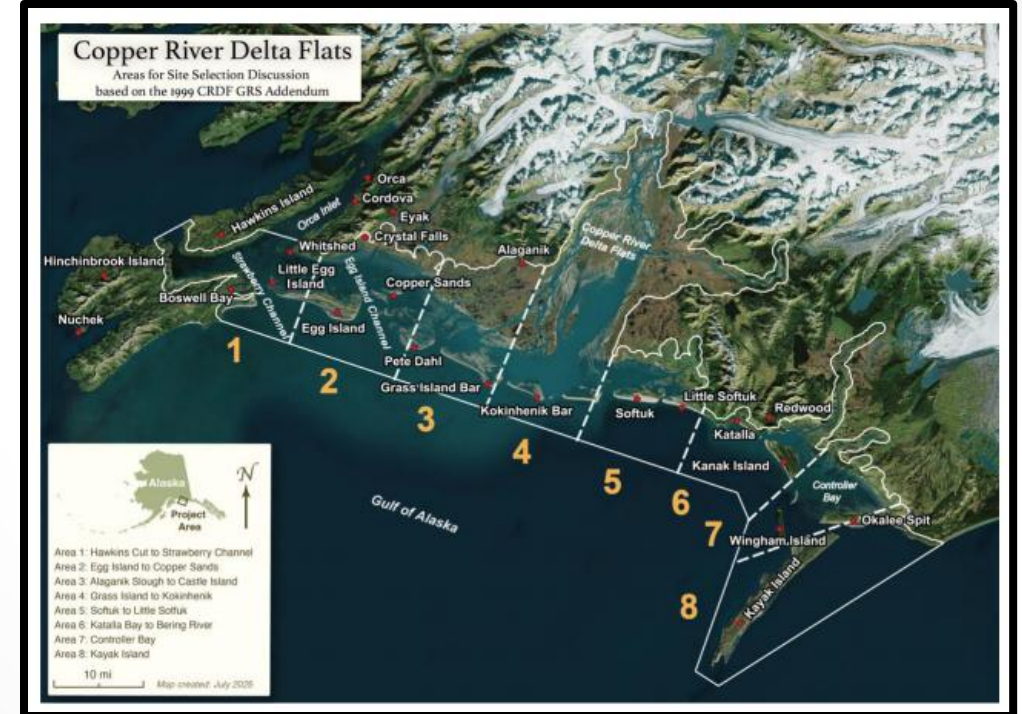 Copper River Delta Flats
Areas for Site Selection Discussion
based on the 1999 CRDF GRS Addendum
Orca
Cordova
Hawkins Island
Eyak
Orca Inlet
Crystal Falls
Whitshed
Copper River
Delta Flats
Alaganik
Hinchinbrook Island
Strawberry Channel
Little Egg
Island
Egg Island Channel
Copper Sands
Boswell Bay
Nuchek
Egg Island
1
Pete Dahl
2
Grass Island Bar
3
Kokinhenik Bar
Softuk
Little Softuk
Redwood
Katalla
4
Kanak Island
5
6
Controller
Bay
Gulf of Alaska
7
Okalee Spit
Wingham Island
Kayak Island
8
Alaska
N
Project
Area
Area 1: Hawkins Cut to Strawberry Channel
Area 2: Egg Island to Copper Sands
Area 3: Alaganik Slough to Castle Island
Area 4: Grass Island to Kokinhenik
Area 5: Softuk to Little Softuk
Area 6: Katalla Bay to Bering River
Area 7: Controller Bay
Area 8: Kayak Island
10 mi
Map created: July 2025